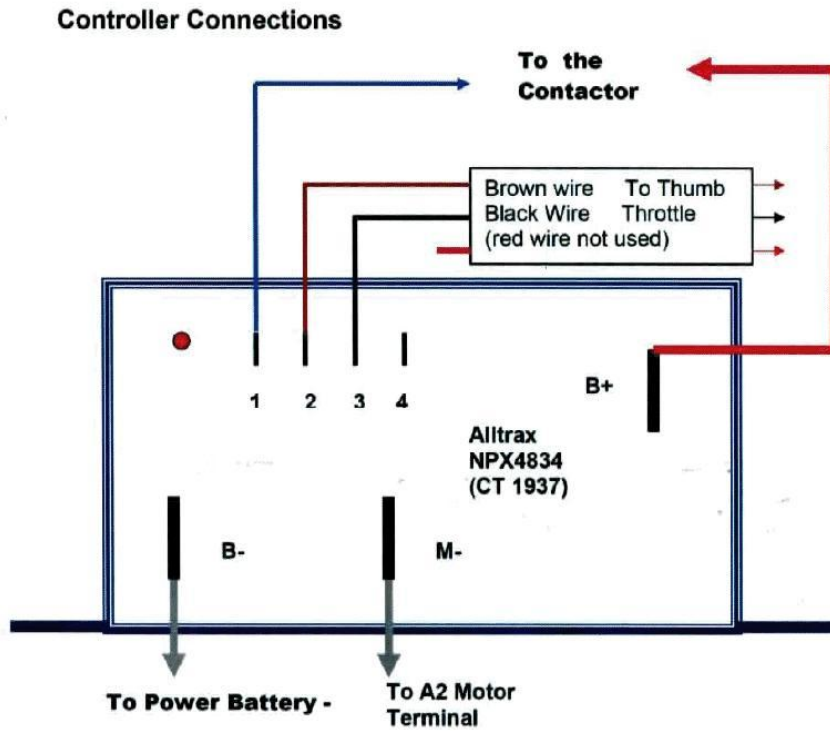 Controller Connections
To the
Contactor
Brown wire To Thumb
Black Wire Throttle
(red wire not used)
1 2 3 4
B+
Alltrax
NPX4834
(CT 1937)
B-
M-
To Power Battery -
To A2 Motor
Terminal